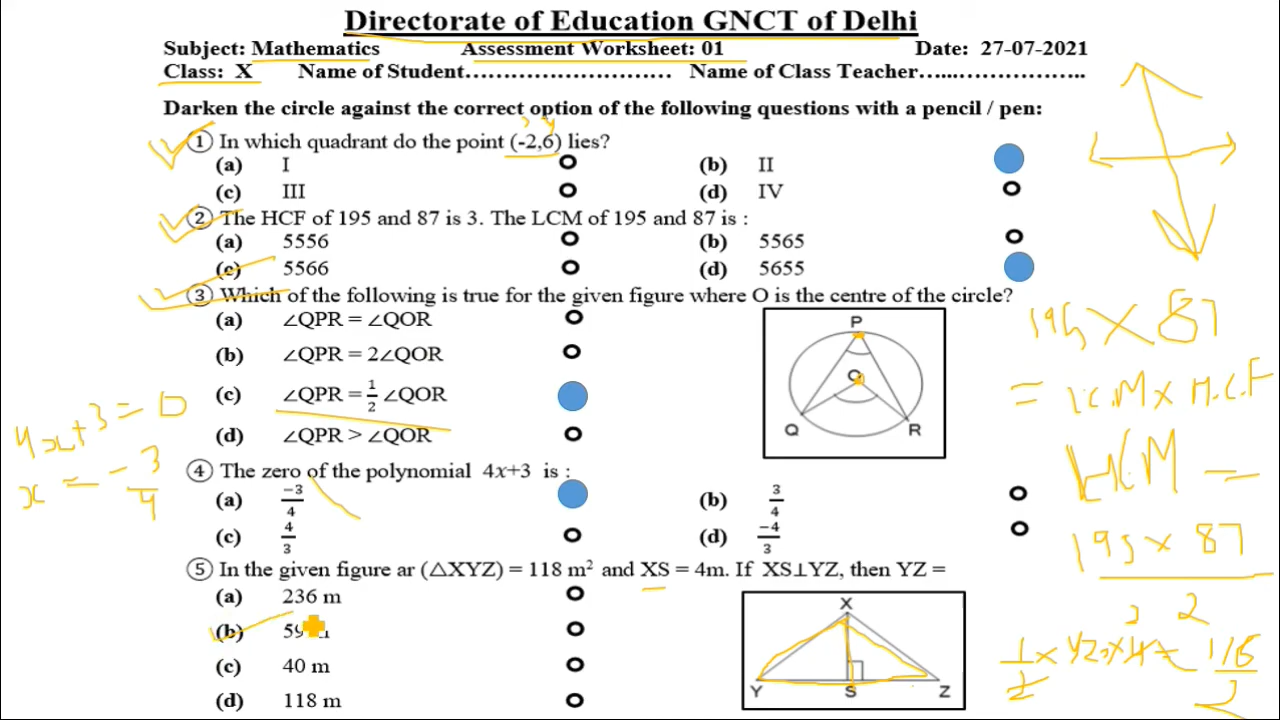 Directorate of Education GNCT of Delhi
Subject: Mathematics Assessment Worksheet: 01 Date: 27-07-2021
Class: X Name of Student........................... Name of Class Teacher........................
Darken the circle against the correct option of the following questions with a pencil / pen:
① In which quadrant do the point (-2,6) lies?
(a) I (b) II
(c) III (d) IV
② The HCF of 195 and 87 is 3. The LCM of 195 and 87 is :
(a) 5556 (b) 5565
(c) 5566 (d) 5655
③ Which of the following is true for the given figure where O is the centre of the circle?
(a) ∠QPR = ∠QOR
(b) ∠QPR = 2∠QOR
(c) ∠QPR = 1/2 ∠QOR
(d) ∠QPR > ∠QOR
P
O
Q R
195 × 87
= L.C.M × H.C.F
4x+3=0
x = -3/4
④ The zero of the polynomial 4x+3 is :
(a) -3/4 (b) 3/4
(c) 4/3 (d) -4/3
195 × 87
⑤ In the given figure ar (△XYZ) = 118 m² and XS = 4m. If XS⊥YZ, then YZ =
(a) 236 m
(b) 59
(c) 40 m
(d) 118 m
X
Y S Z